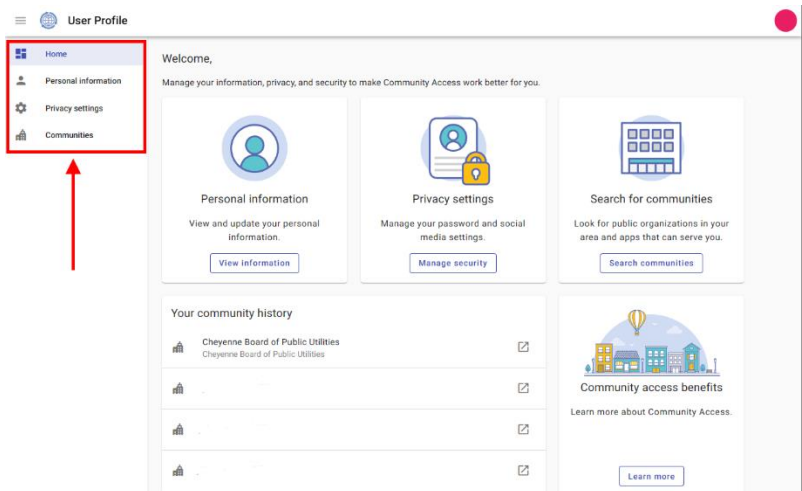 User Profile
Home
Personal information
Privacy settings
Communities
Welcome,
Manage your information, privacy, and security to make Community Access work better for you.
Personal information
View and update your personal
information.
View information
Privacy settings
Manage your password and social
media settings.
Manage security
Search for communities
Look for public organizations in your
area and apps that can serve you.
Search communities
Your community history
Cheyenne Board of Public Utilities
Cheyenne Board of Public Utilities
Community access benefits
Learn more about Community Access.
Learn more